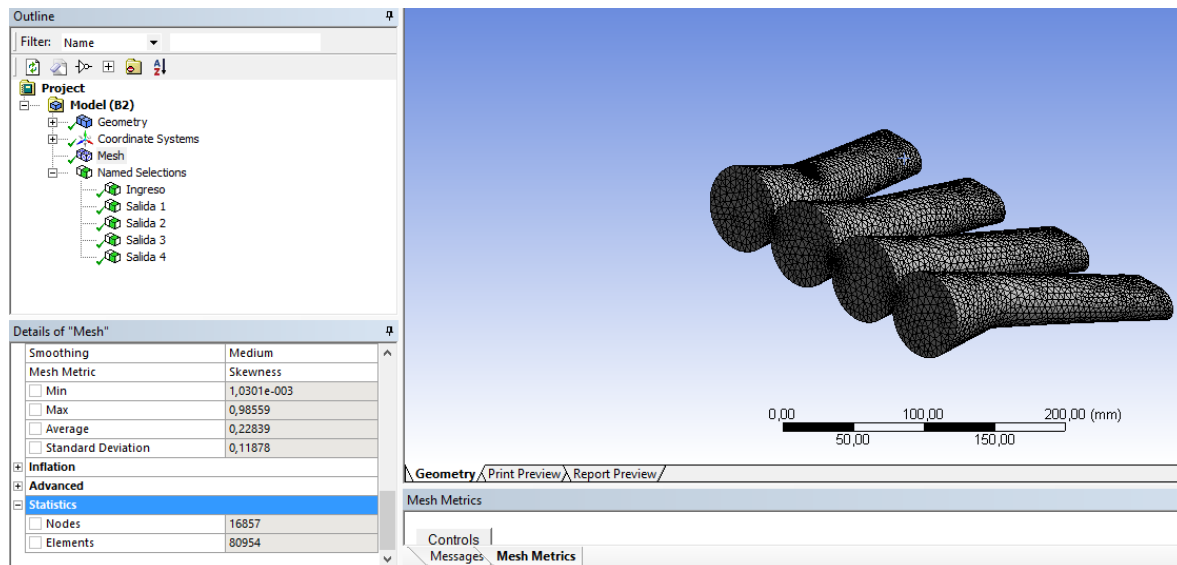 Outline
Filter: Name
Project
Model (B2)
Geometry
Coordinate Systems
Mesh
Named Selections
Ingreso
Salida 1
Salida 2
Salida 3
Salida 4
Details of "Mesh"
Smoothing Medium
Mesh Metric Skewness
Min 1,0301e-003
Max 0,98559
Average 0,22839
Standard Deviation 0,11878
Inflation
Advanced
Statistics
Nodes 16857
Elements 80954
0,00 100,00 200,00 (mm)
50,00 150,00
Geometry Print Preview Report Preview
Mesh Metrics
Controls
Messages Mesh Metrics